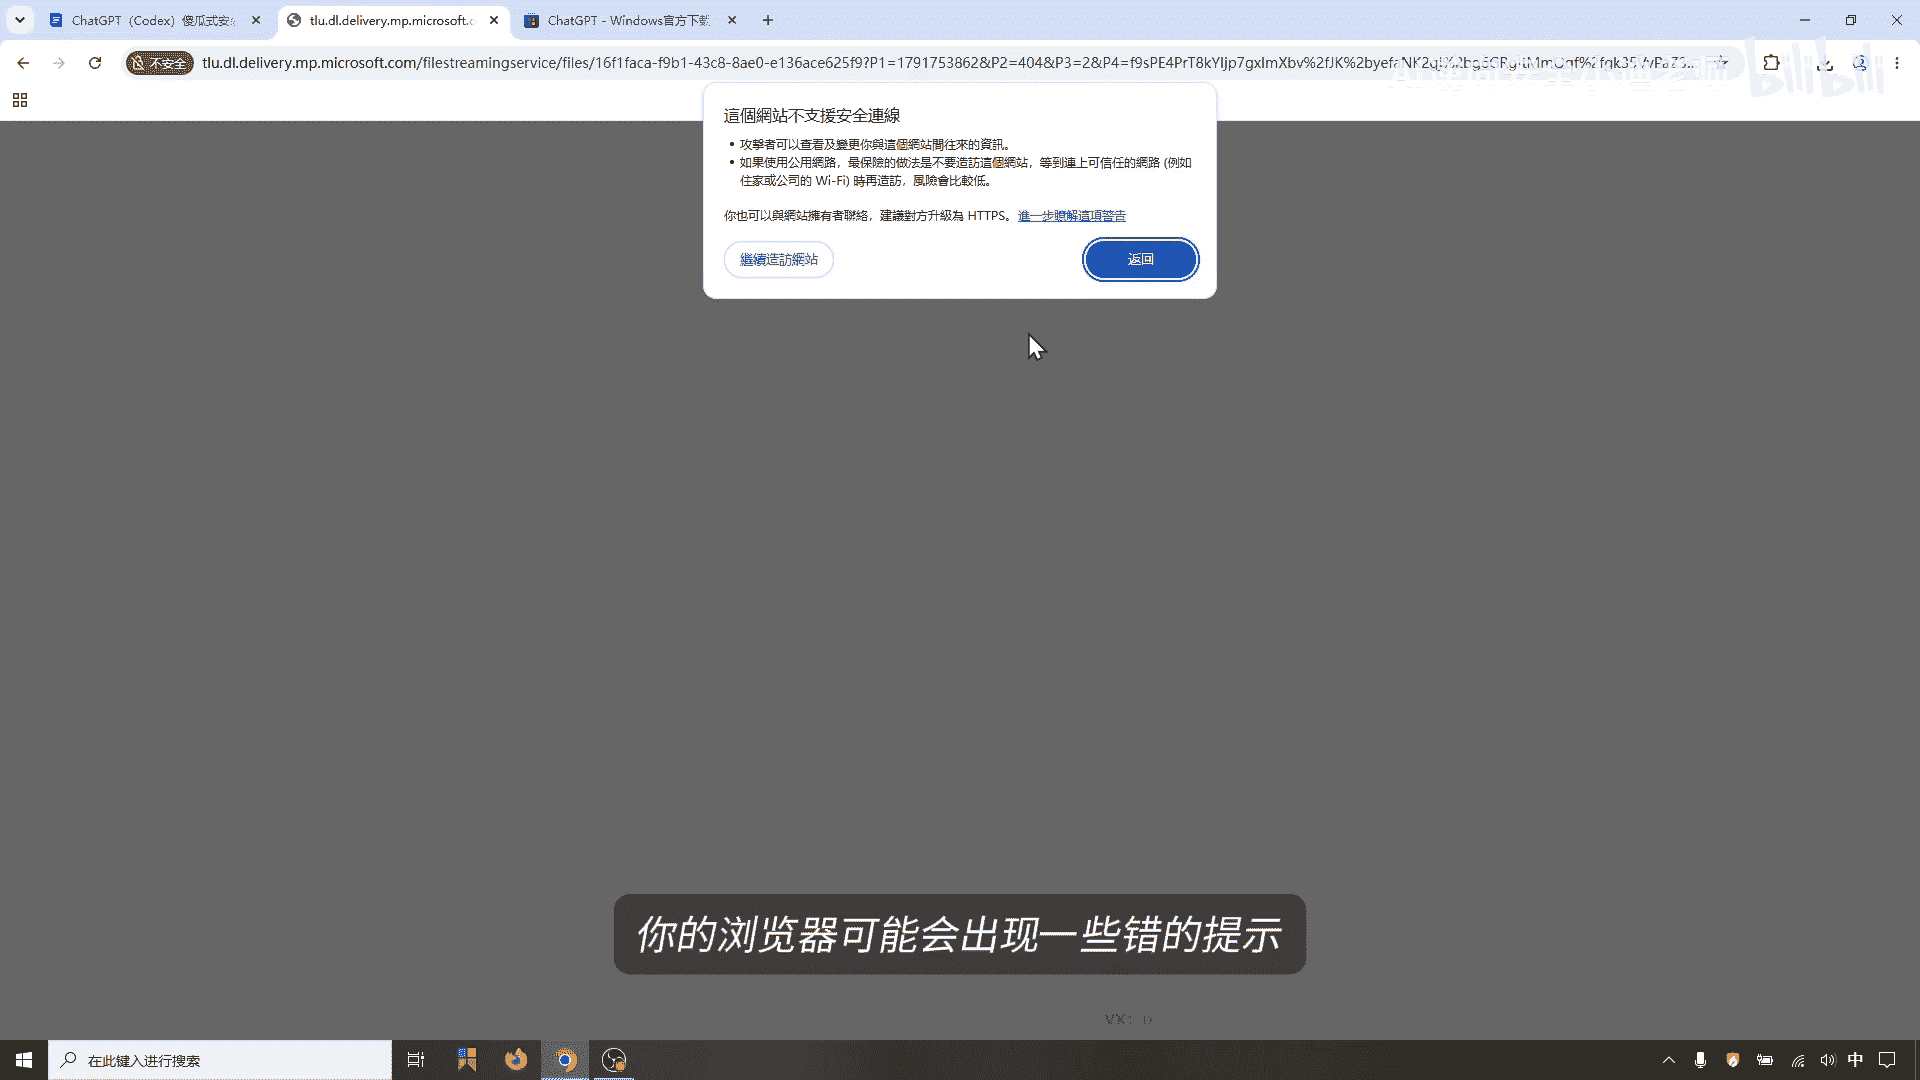 ChatGPT（Codex）傻瓜式安
tlu.dl.delivery.mp.microsoft.c
ChatGPT - Windows官方下载
不安全
tlu.dl.delivery.mp.microsoft.com/filestreamingservice/files/16f1faca-f9b1-43c8-8ae0-e136ace625f9?P1=1791753862&P2=404&P3=2&P4=f9sPE4PrT8kYIjp7gxImXbv%2fJK%2byefaNK2q
bilibili
這個網站不支援安全連線
• 攻擊者可以查看及變更你與這個網站間往來的資訊。
• 如果使用公用網路，最保險的做法是不要造訪這個網站，等到連上可信任的網路 (例如
住家或公司的 Wi-Fi) 時再造訪，風險會比較低。
你也可以與網站擁有者聯絡，建議對方升級為 HTTPS。進一步瞭解這項警告
繼續造訪網站
返回
你的浏览器可能会出现一些错的提示
在此键入进行搜索
中